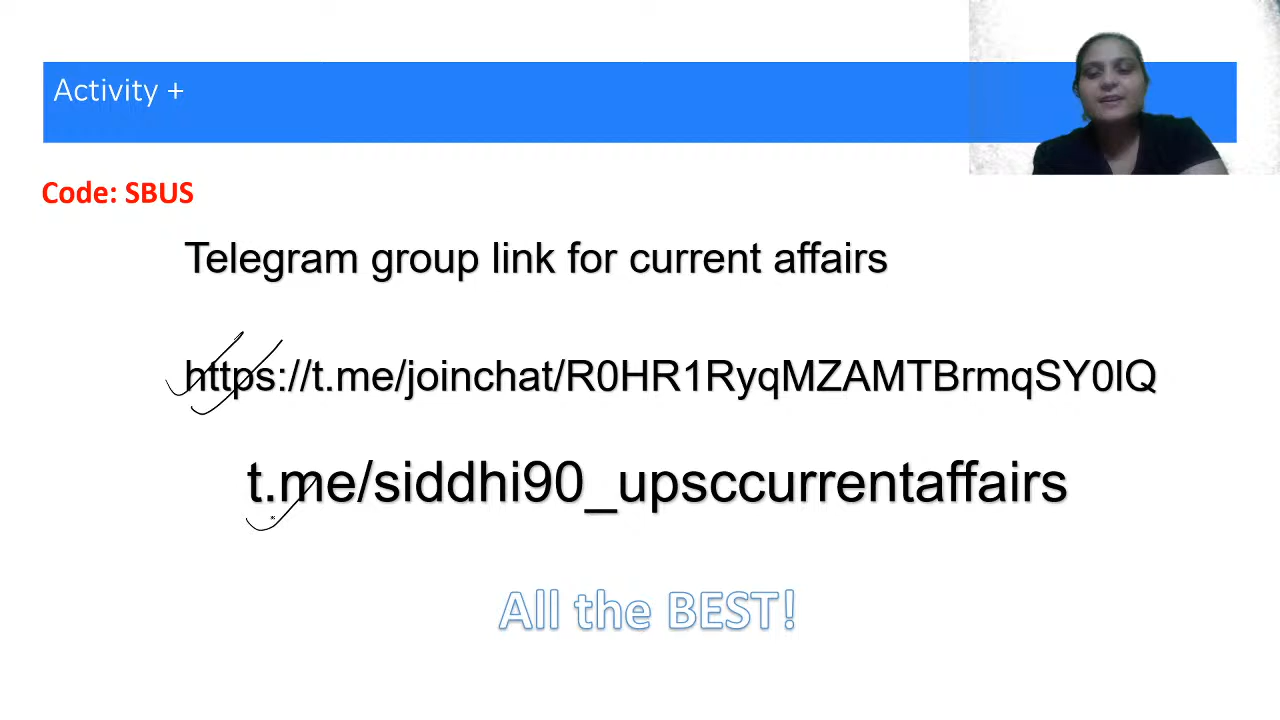 Activity +
Code: SBUS
Telegram group link for current affairs
https://t.me/joinchat/R0HR1RyqMZAMTBrmqSY0lQ
t.me/siddhi90_upsccurrentaffairs
All the BEST!